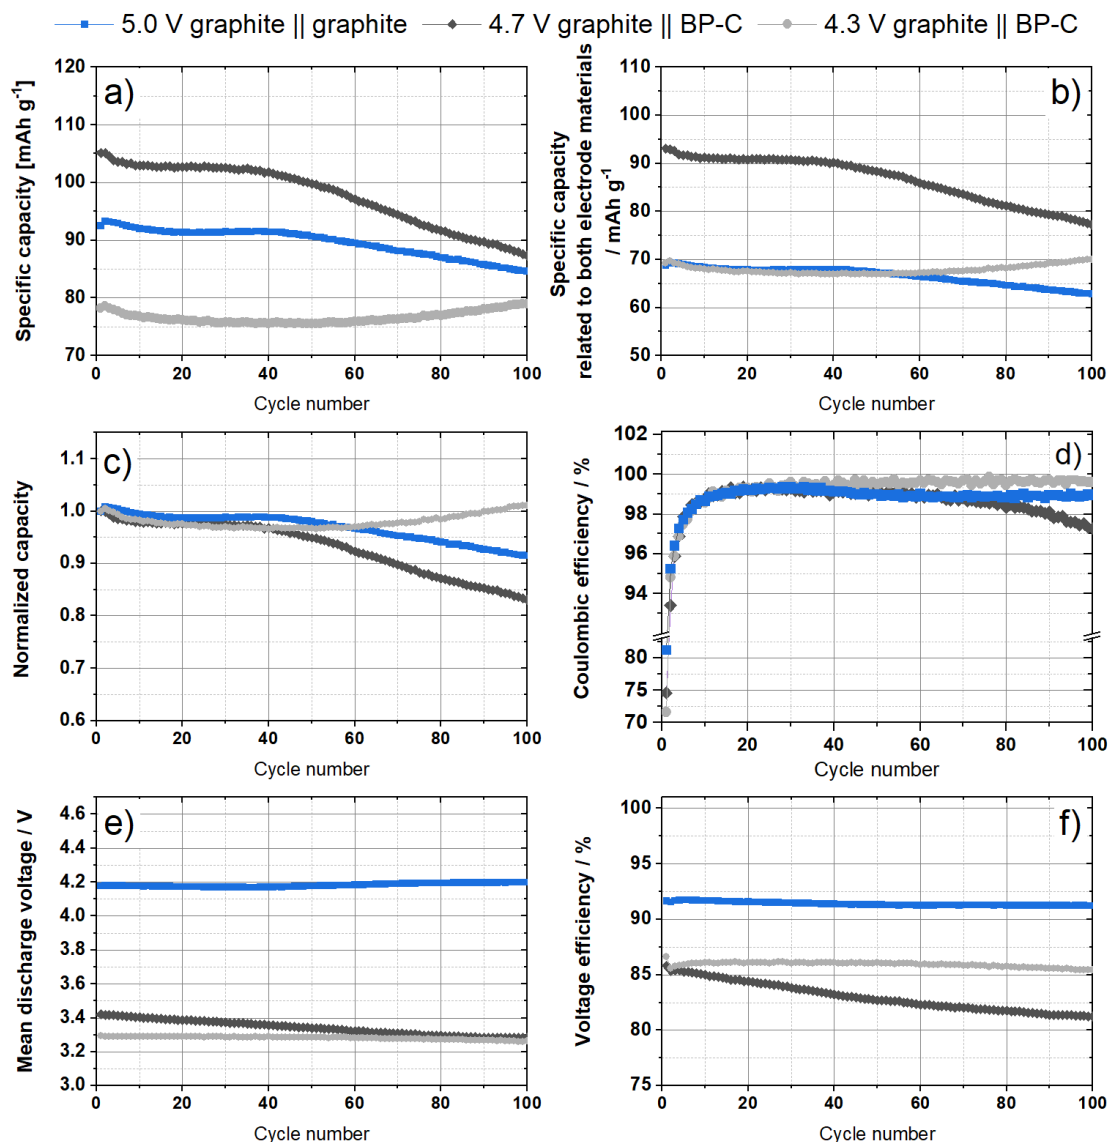 5.0 V graphite || graphite 4.7 V graphite || BP-C 4.3 V graphite || BP-C
a)
Specific capacity [mAh g-1]
120
110
100
90
80
70
0 20 40 60 80 100
Cycle number
b)
Specific capacity
related to both electrode materials
/ mAh g-1
110
100
90
80
70
60
50
0 20 40 60 80 100
Cycle number
c)
Normalized capacity
1.1
1.0
0.9
0.8
0.7
0.6
0 20 40 60 80 100
Cycle number
d)
Coulombic efficiency / %
102
100
98
96
94
80
75
70
0 20 40 60 80 100
Cycle number
e)
Mean discharge voltage / V
4.6
4.4
4.2
4.0
3.8
3.6
3.4
3.2
3.0
0 20 40 60 80 100
Cycle number
f)
Voltage efficiency / %
100
95
90
85
80
75
0 20 40 60 80 100
Cycle number